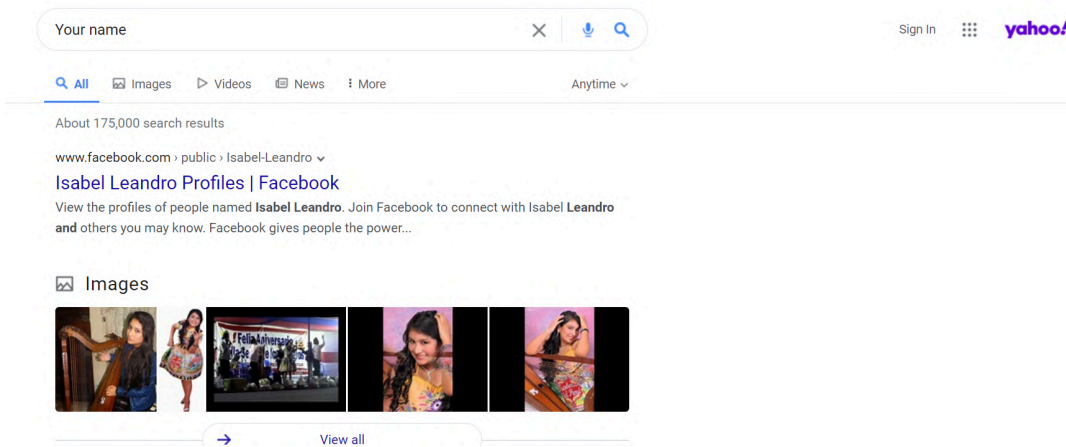 Your name
Sign In
yahoo!
All Images Videos News More Anytime
About 175,000 search results
www.facebook.com › public › Isabel-Leandro
Isabel Leandro Profiles | Facebook
View the profiles of people named Isabel Leandro. Join Facebook to connect with Isabel Leandro
and others you may know. Facebook gives people the power...
Images
Feliz Aniversario
View all